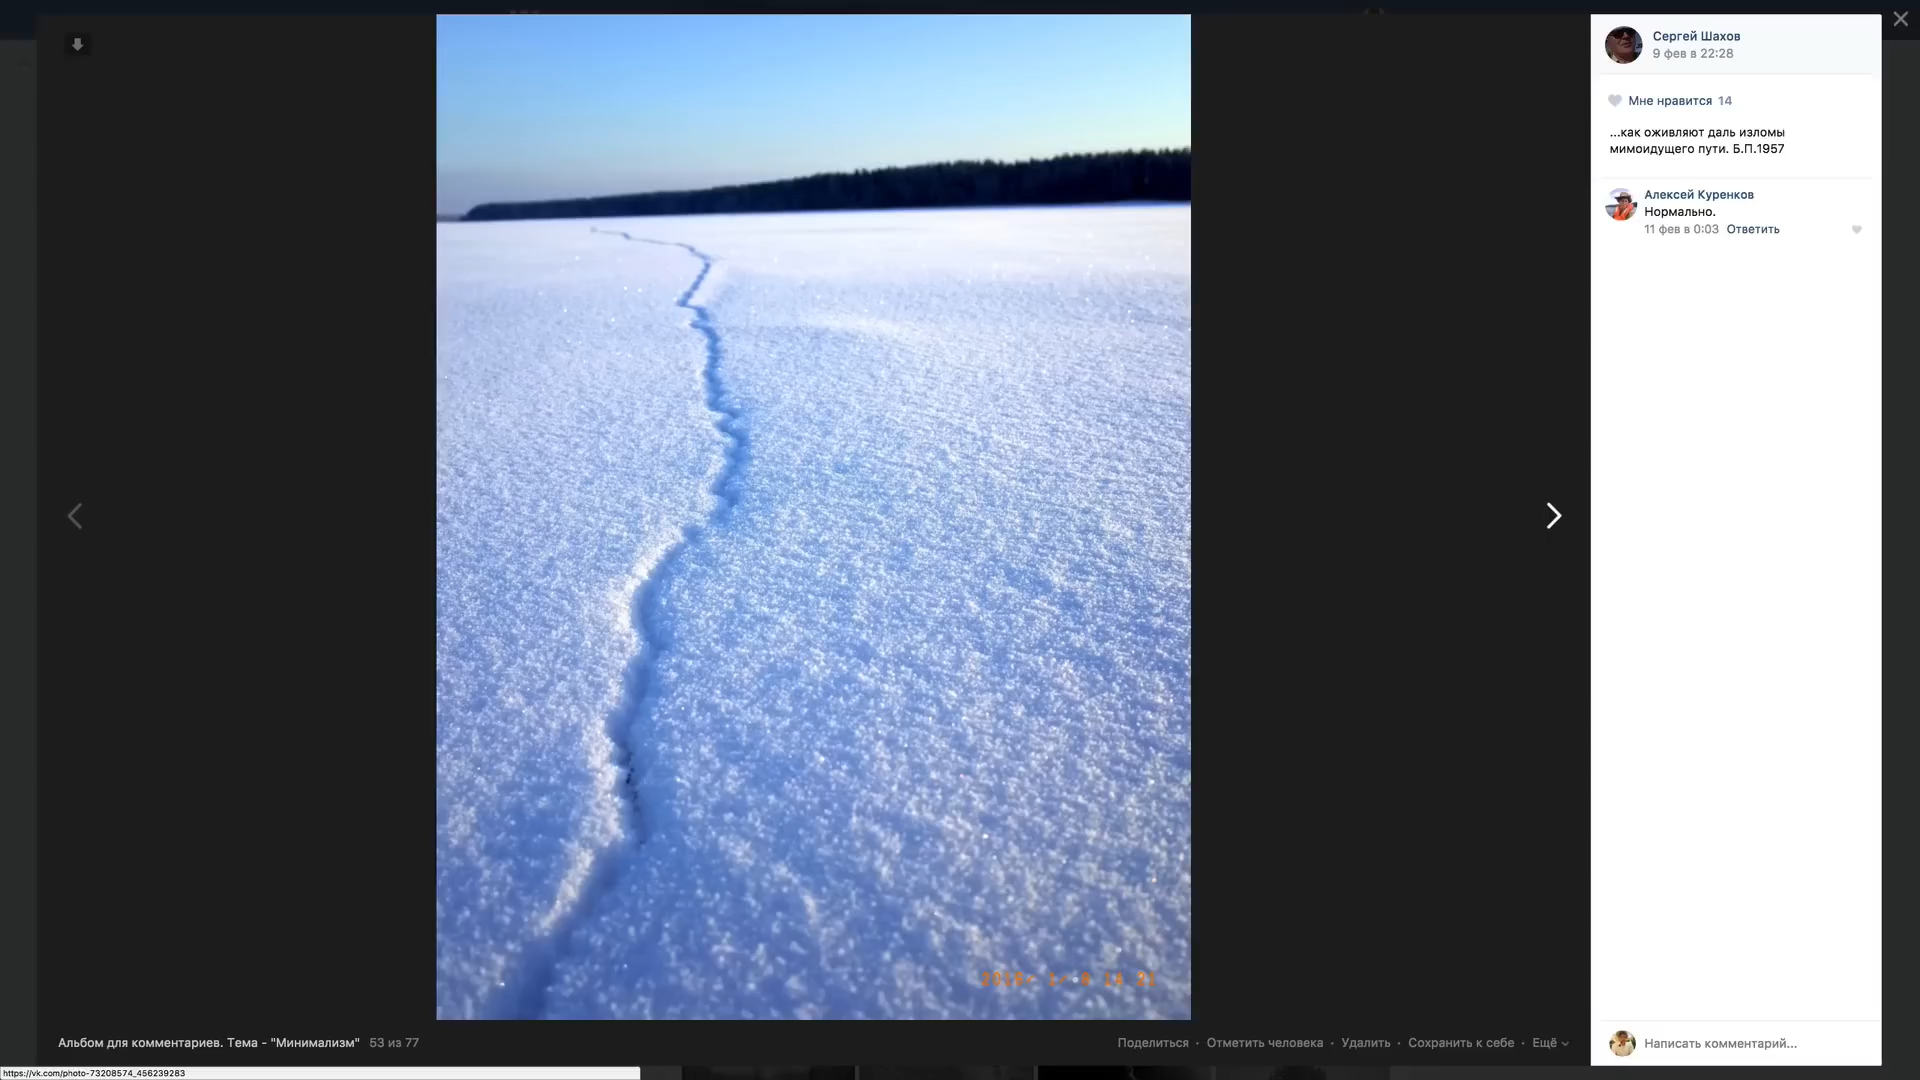 Сергей Шахов
9 фев в 22:28
Мне нравится 14
...как оживляют даль изломы
мимоидущего пути. Б.П.1957
Алексей Куренков
Нормально.
11 фев в 0:03 Ответить
Написать комментарий...
Альбом для комментариев. Тема - "Минимализм" 53 из 77
Поделиться · Отметить человека · Удалить · Сохранить к себе · Ещё
https://vk.com/photo-73208574_456239283